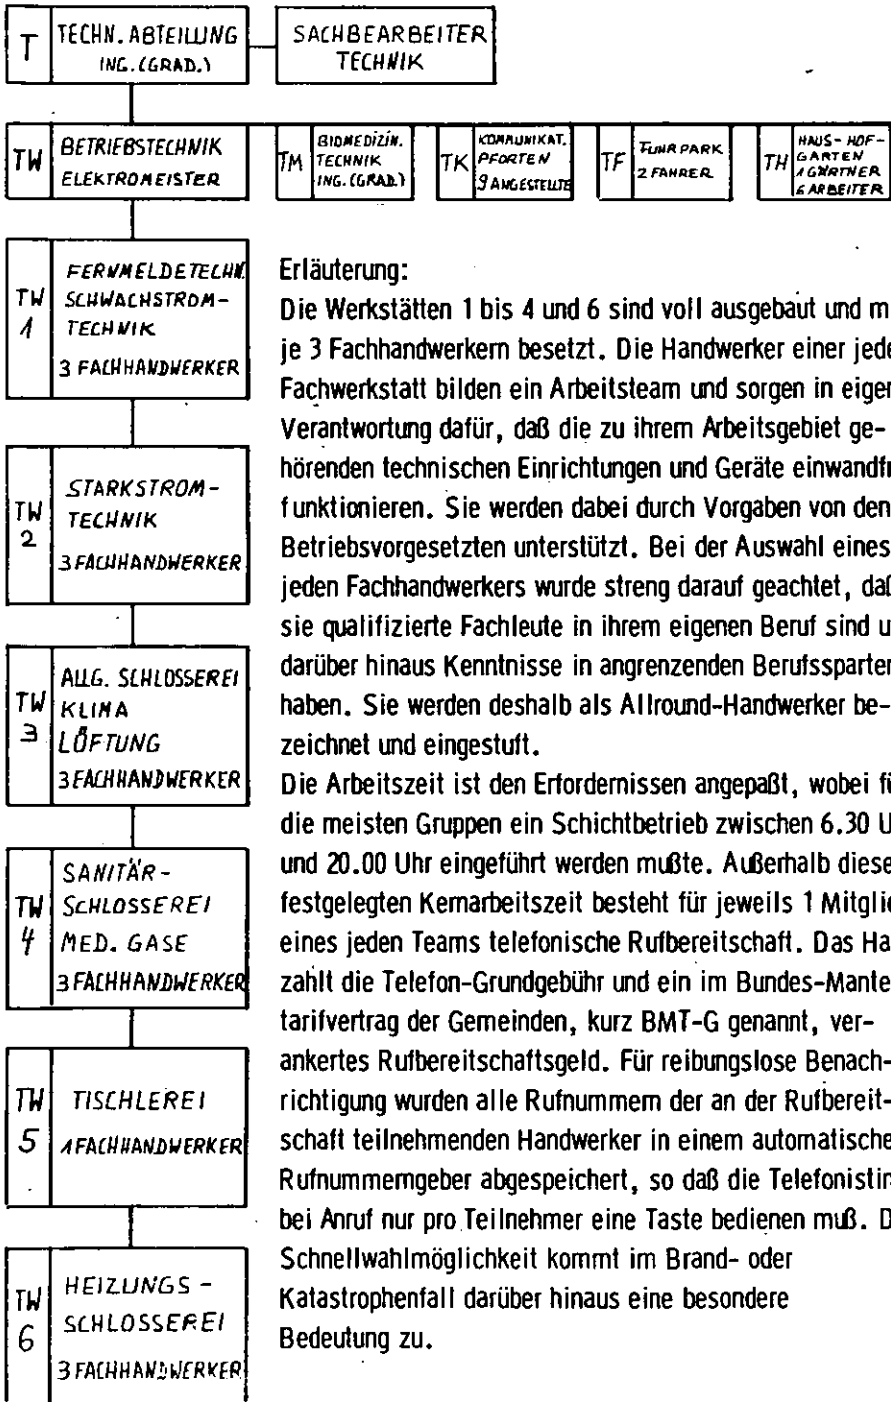 T
TECHN. ABTEILUNG
ING. (GRAD.)
SACHBEARBEITER
TECHNIK
TW
BETRIEBSTECHNIK
ELEKTROMEISTER
TM
BIOMEDIZIN.
TECHNIK
ING. (GRAD.)
TK
KOMMUNIKAT.
PFORTEN
9 ANGESTELLTE
TF
FUHRPARK
2 FAHRER
TH
HAUS-HOF-
GARTEN
1 GÄRTNER
6 ARBEITER
TW
1
FERNMELDETECHN.
SCHWACHSTROM-
TECHNIK
3 FACHHANDWERKER
TW
2
STARKSTROM-
TECHNIK
3 FACHHANDWERKER
TW
3
ALLG. SCHLOSSEREI
KLIMA
LÜFTUNG
3 FACHHANDWERKER
TW
4
SANITÄR-
SCHLOSSEREI
MED. GASE
3 FACHHANDWERKER
TW
5
TISCHLEREI
1 FACHHANDWERKER
TW
6
HEIZUNGS-
SCHLOSSEREI
3 FACHHANDWERKER
Erläuterung:
Die Werkstätten 1 bis 4 und 6 sind voll ausgebaut und m
je 3 Fachhandwerkern besetzt. Die Handwerker einer jede
Fachwerkstatt bilden ein Arbeitsteam und sorgen in eigen
Verantwortung dafür, daß die zu ihrem Arbeitsgebiet ge-
hörenden technischen Einrichtungen und Geräte einwandfr
funktionieren. Sie werden dabei durch Vorgaben von den
Betriebsvorgesetzten unterstützt. Bei der Auswahl eines
jeden Fachhandwerkers wurde streng darauf geachtet, daß
sie qualifizierte Fachleute in ihrem eigenen Beruf sind u
darüber hinaus Kenntnisse in angrenzenden Berufssparten
haben. Sie werden deshalb als Allround-Handwerker be-
zeichnet und eingestuft.
Die Arbeitszeit ist den Erfordernissen angepaßt, wobei fü
die meisten Gruppen ein Schichtbetrieb zwischen 6.30 U
und 20.00 Uhr eingeführt werden mußte. Außerhalb diese
festgelegten Kernarbeitszeit besteht für jeweils 1 Mitglie
eines jeden Teams telefonische Rufbereitschaft. Das Ha
zahlt die Telefon-Grundgebühr und ein im Bundes-Mante
tarifvertrag der Gemeinden, kurz BMT-G genannt, ver-
ankertes Rufbereitschaftsgeld. Für reibungslose Benach-
richtigung wurden alle Rufnummern der an der Rufbereit-
schaft teilnehmenden Handwerker in einem automatische
Rufnummerngeber abgespeichert, so daß die Telefonistin
bei Anruf nur pro Teilnehmer eine Taste bedienen muß. D
Schnellwahlmöglichkeit kommt im Brand- oder
Katastrophenfall darüber hinaus eine besondere
Bedeutung zu.